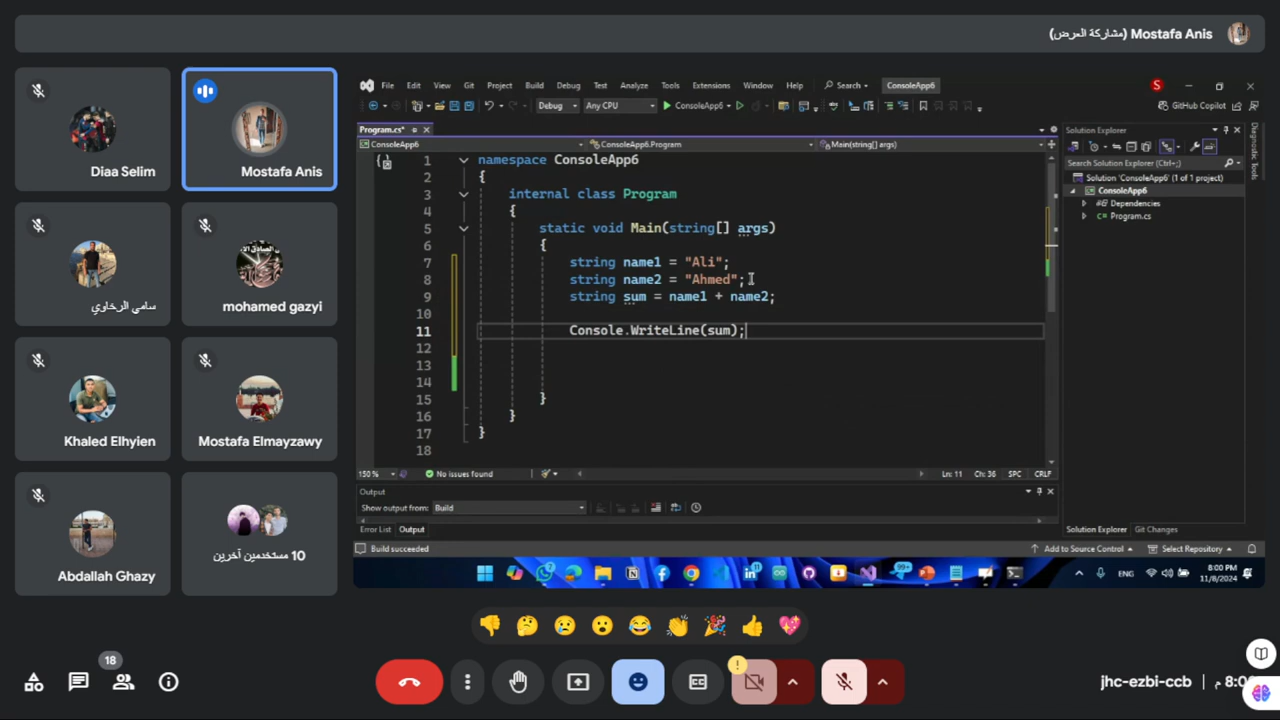 Mostafa Anis (مشاركة العرض)
Diaa Selim
Mostafa Anis
سامي الرخاوي
mohamed gazyi
Khaled Elhyien
Mostafa Elmayzawy
Abdallah Ghazy
10 مستخدمين آخرين
File Edit View Git Project Build Debug Test Analyze Tools Extensions Window Help Search ConsoleApp6
Debug Any CPU ConsoleApp6 GitHub Copilot
Program.cs*
ConsoleApp6 ConsoleApp6.Program Main(string[] args)
1 namespace ConsoleApp6
2 {
3 internal class Program
4 {
5 static void Main(string[] args)
6 {
7 string name1 = "Ali";
8 string name2 = "Ahmed";
9 string sum = name1 + name2;
10
11 Console.WriteLine(sum);
12
13
14
15 }
16 }
17 }
18
150 % No issues found Ln: 11 Ch: 36 SPC CRLF
Output
Show output from: Build
Error List Output
Build succeeded
Solution Explorer
Search Solution Explorer (Ctrl+;)
Solution 'ConsoleApp6' (1 of 1 project)
ConsoleApp6
Dependencies
Program.cs
Diagnostic Tools
Solution Explorer Git Changes
Add to Source Control Select Repository
ENG 8:00 PM
11/8/2024
18
jhc-ezbi-ccb